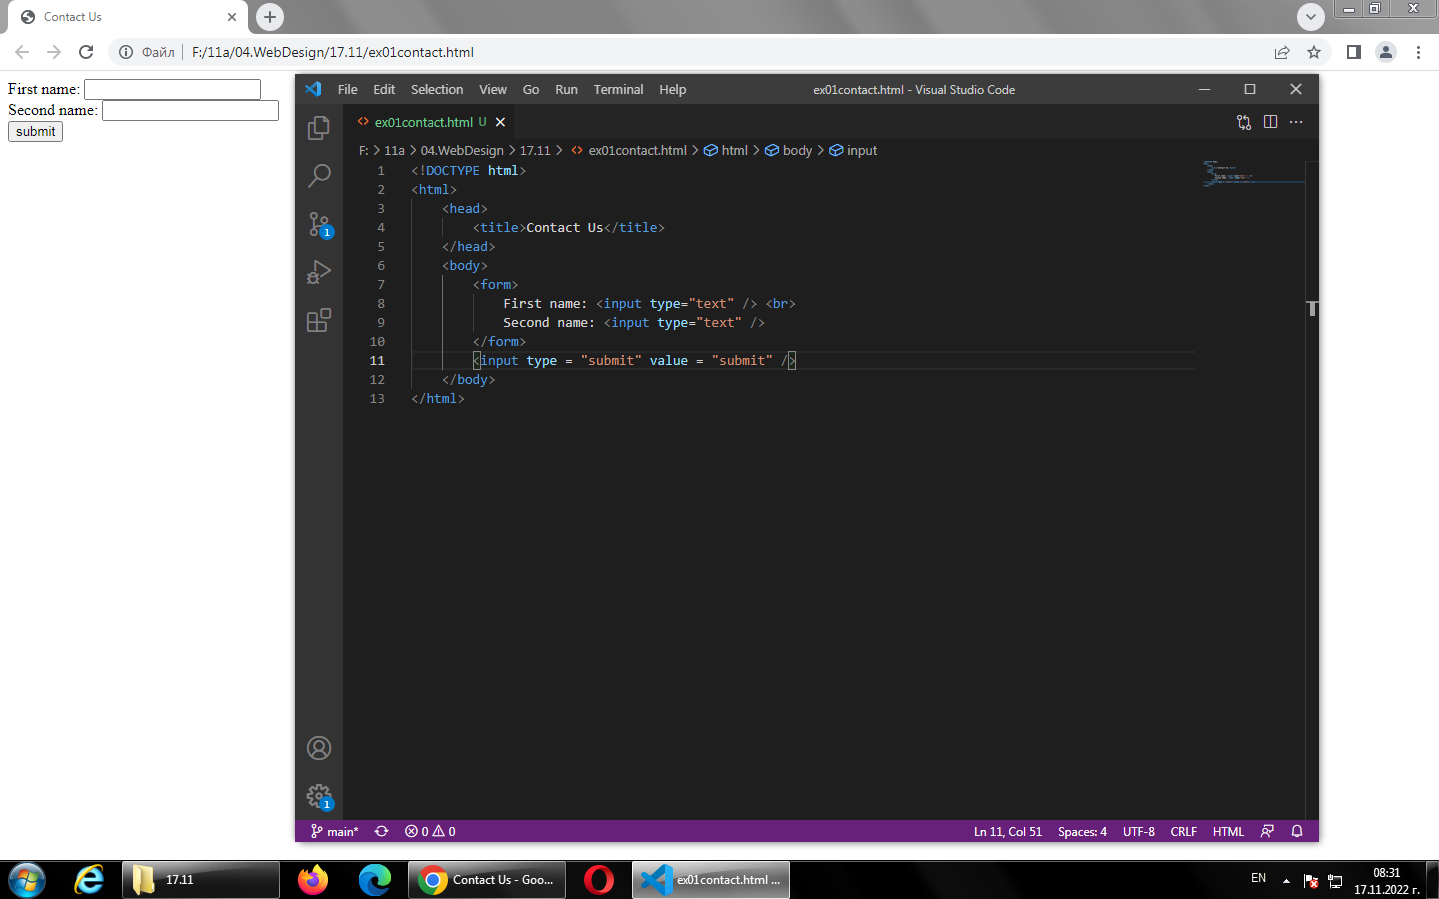 Contact Us
Файл
F:/11a/04.WebDesign/17.11/ex01contact.html
First name:
Second name:
submit
File Edit Selection View Go Run Terminal Help
ex01contact.html - Visual Studio Code
ex01contact.html U
F: > 11a > 04.WebDesign > 17.11 > <> ex01contact.html > html > body > input
1 <!DOCTYPE html>
2 <html>
3 <head>
4 <title>Contact Us</title>
5 </head>
6 <body>
7 <form>
8 First name: <input type="text" /> <br>
9 Second name: <input type="text" />
10 </form>
11 <input type = "submit" value = "submit" />
12 </body>
13 </html>
1
1
main* 0 0
Ln 11, Col 51 Spaces: 4 UTF-8 CRLF HTML
17.11
Contact Us - Goo...
ex01contact.html ...
EN
08:31
17.11.2022 г.